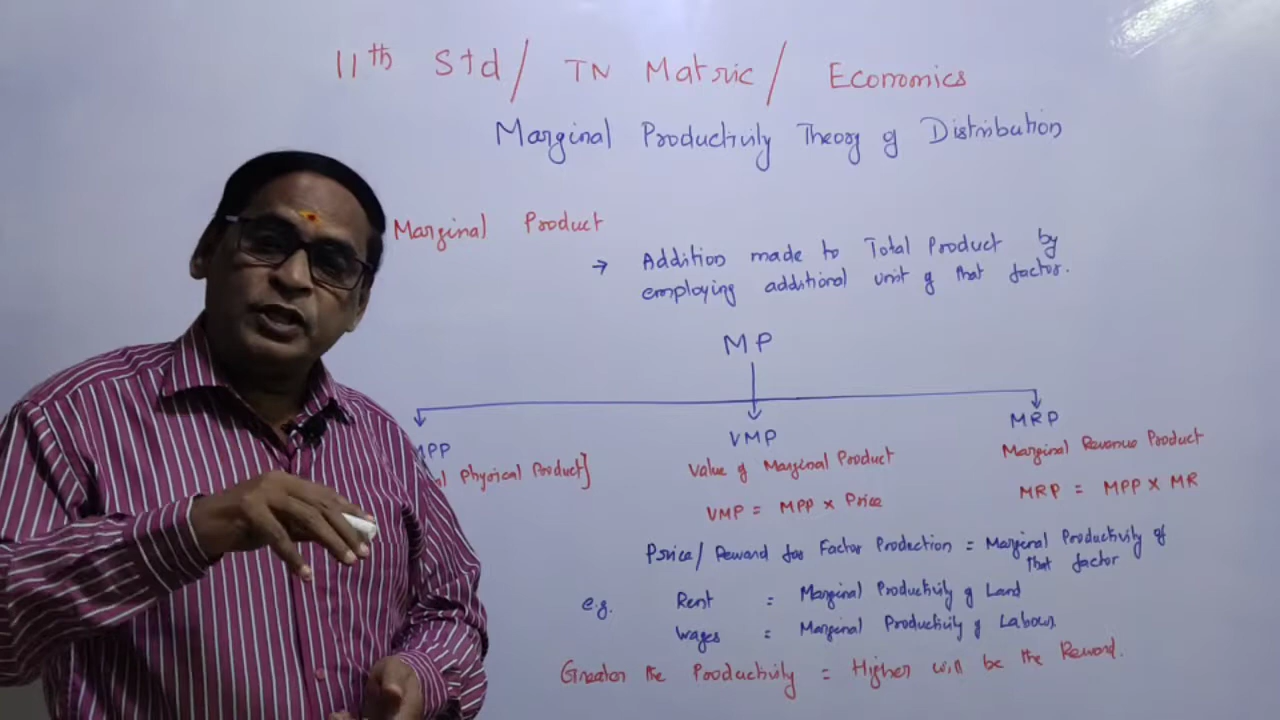 11th Std/ TN Matric/ Economics
Marginal Productivity Theory of Distribution
Marginal Product
→ Addition made to Total Product by
employing additional unit of that factor.
MP
MPP
VMP
MRP
Physical Product]
Value of Marginal Product
Marginal Revenue Product
VMP = MPP x Price
MRP = MPP x MR
Price/ Reward for Factor Production = Marginal Productivity of
that factor
e.g. Rent = Marginal Productivity of Land
Wages = Marginal Productivity of Labour
Greater the Productivity = Higher will be the Reward.